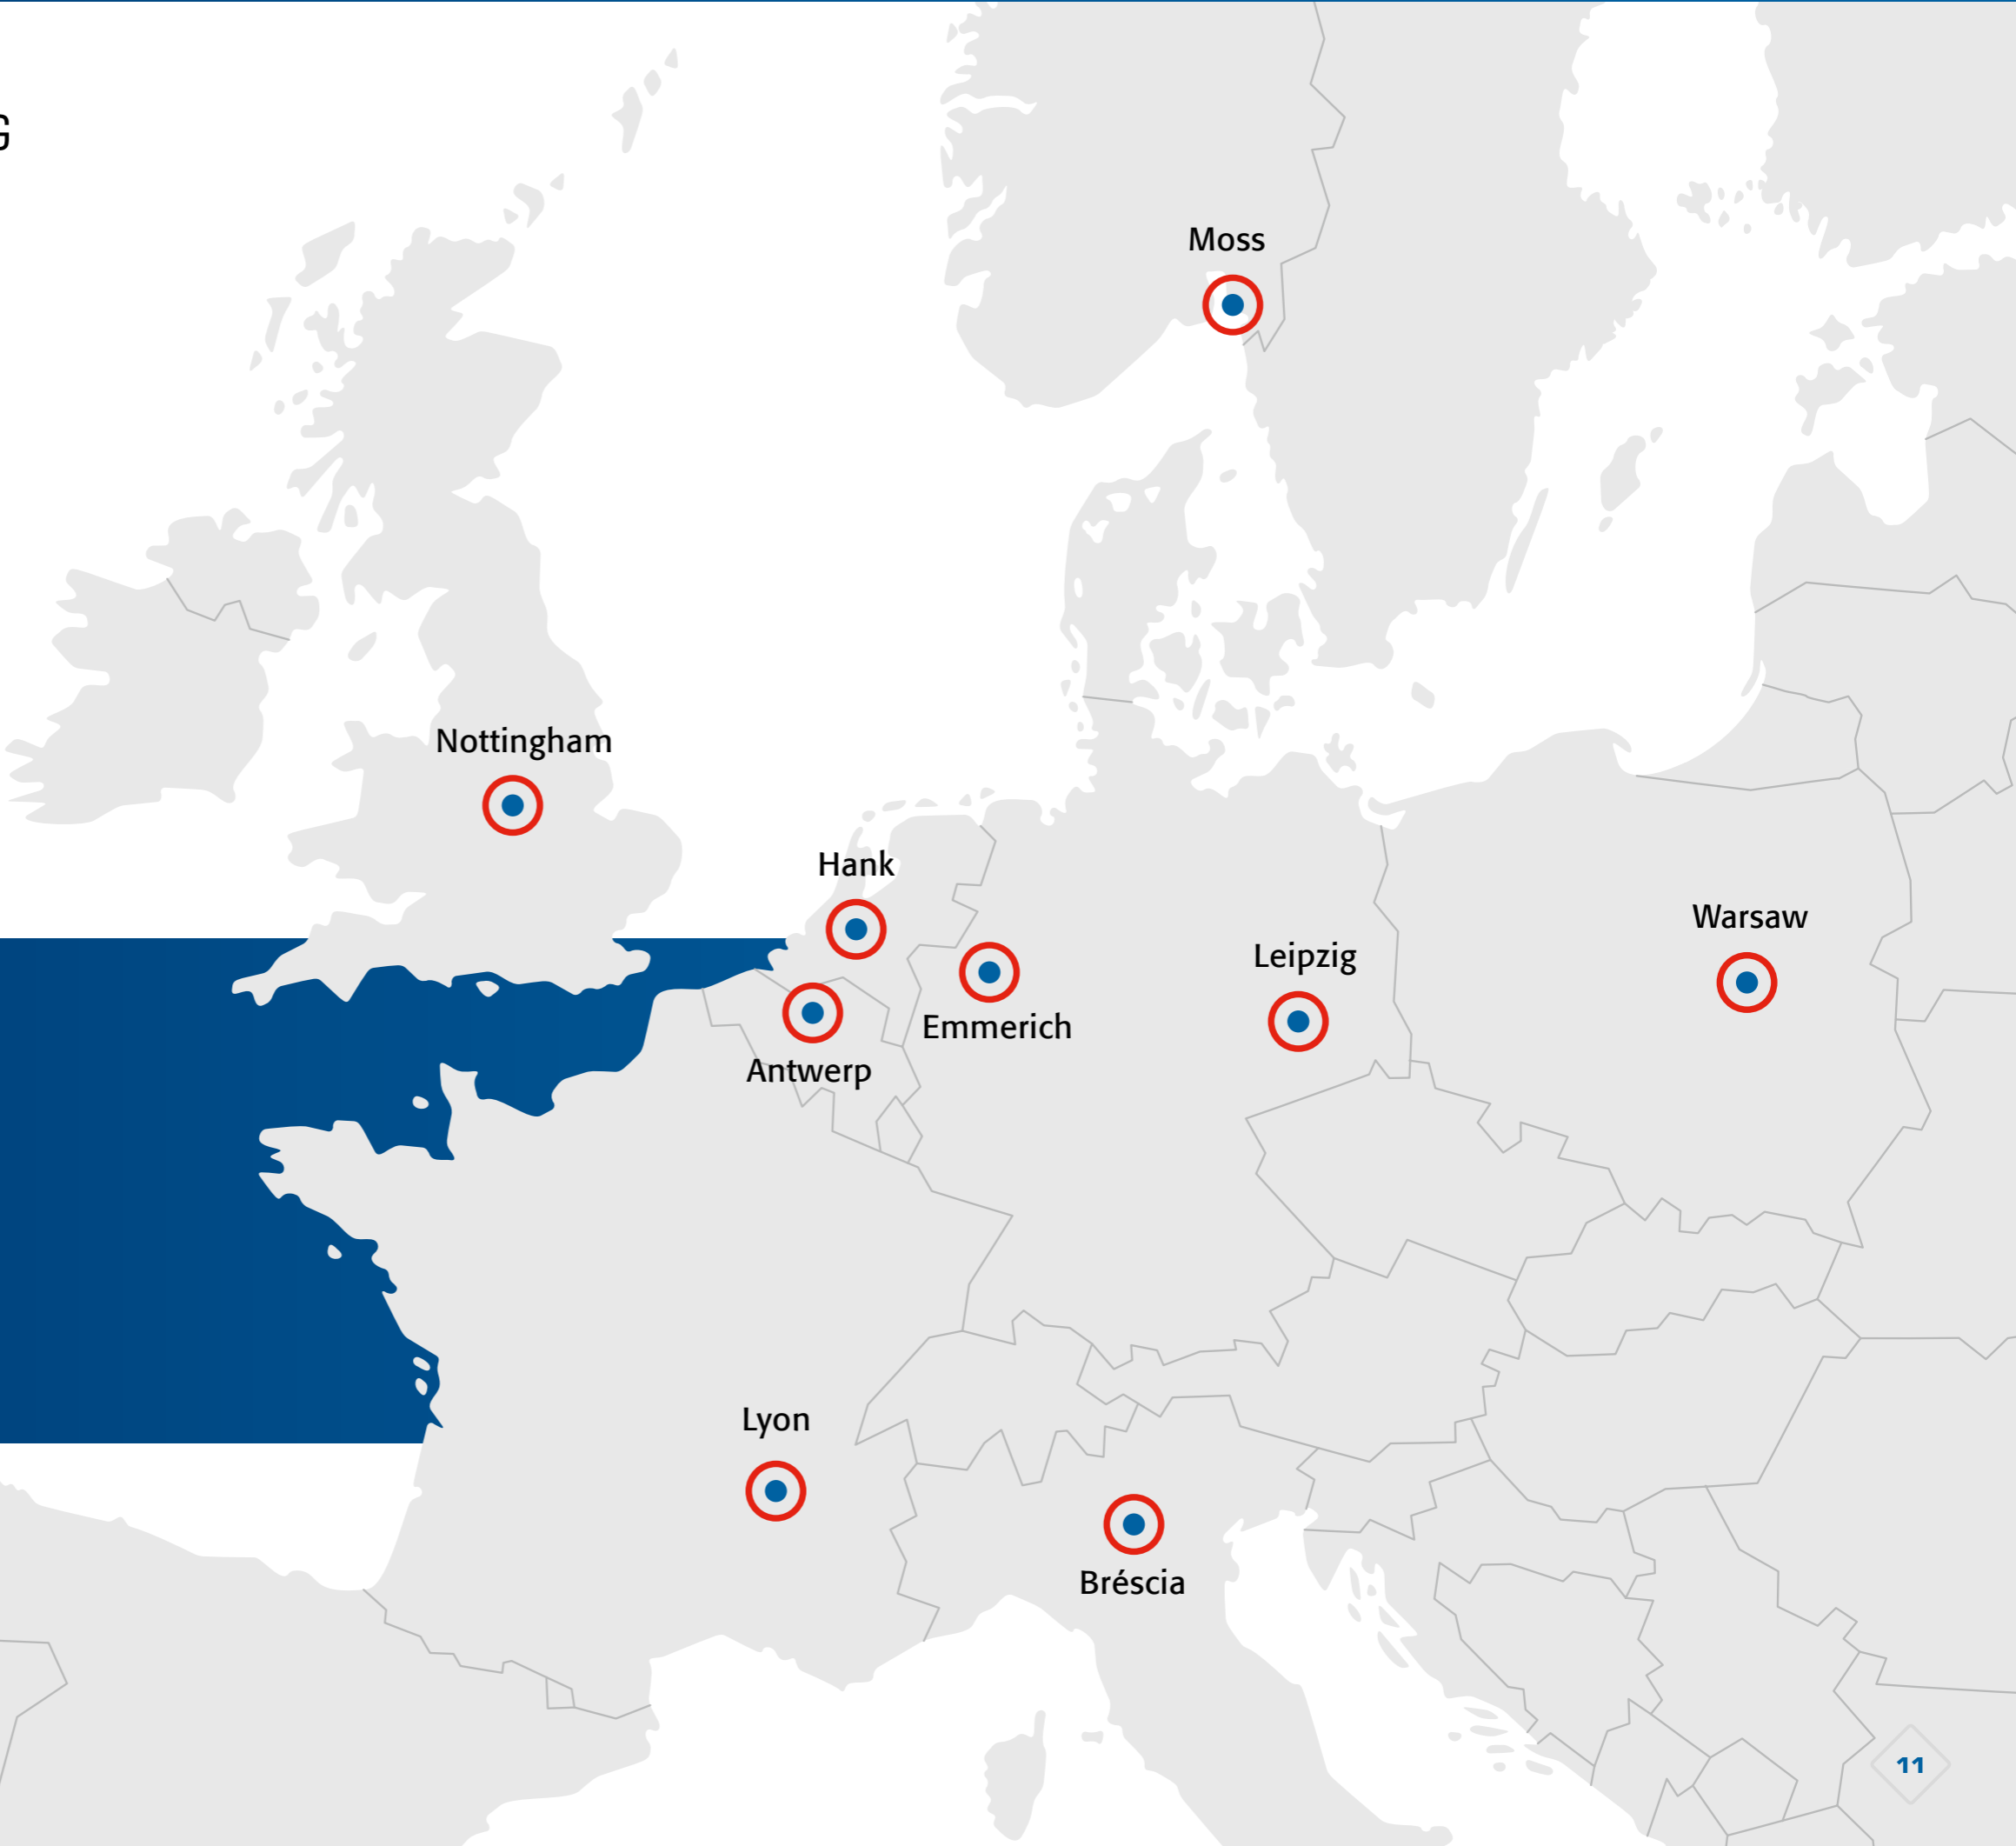 G
Moss
Nottingham
Hank
Warsaw
Leipzig
Emmerich
Antwerp
Lyon
Bréscia
11